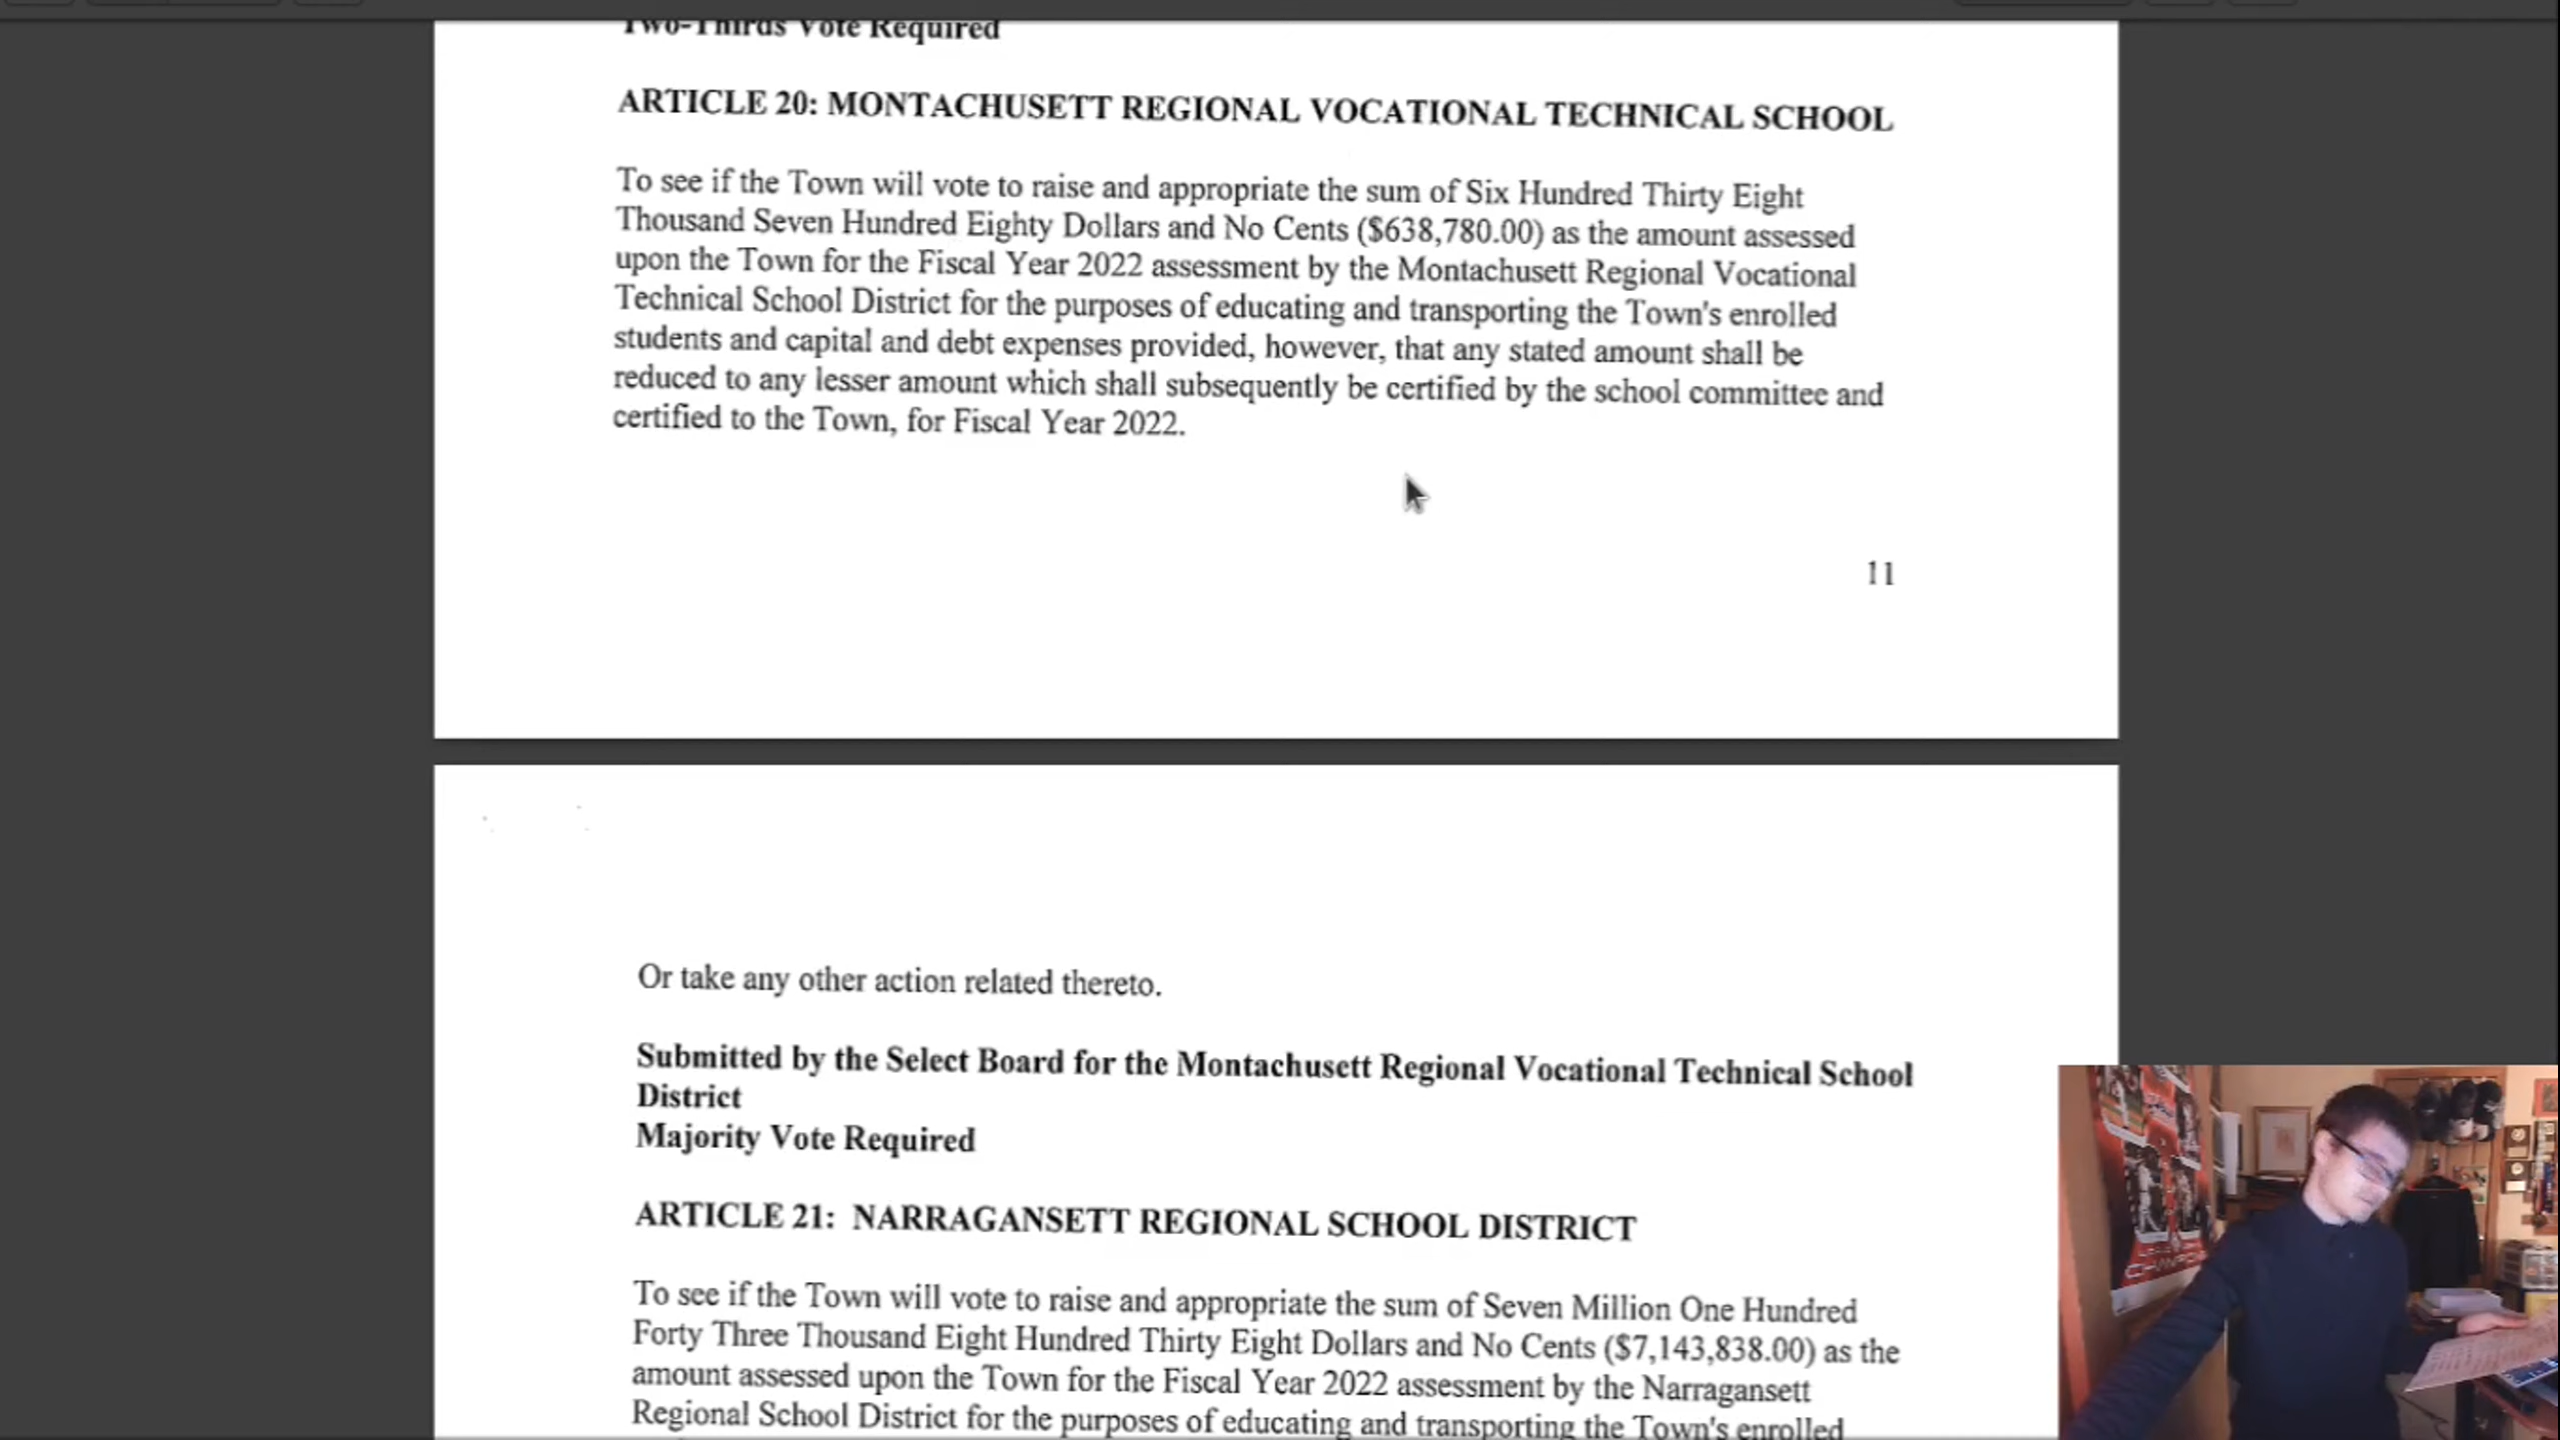 Two-Thirds Vote Required
ARTICLE 20: MONTACHUSETT REGIONAL VOCATIONAL TECHNICAL SCHOOL
To see if the Town will vote to raise and appropriate the sum of Six Hundred Thirty Eight
Thousand Seven Hundred Eighty Dollars and No Cents ($638,780.00) as the amount assessed
upon the Town for the Fiscal Year 2022 assessment by the Montachusett Regional Vocational
Technical School District for the purposes of educating and transporting the Town's enrolled
students and capital and debt expenses provided, however, that any stated amount shall be
reduced to any lesser amount which shall subsequently be certified by the school committee and
certified to the Town, for Fiscal Year 2022.
11
Or take any other action related thereto.
Submitted by the Select Board for the Montachusett Regional Vocational Technical School
District
Majority Vote Required
ARTICLE 21: NARRAGANSETT REGIONAL SCHOOL DISTRICT
To see if the Town will vote to raise and appropriate the sum of Seven Million One Hundred
Forty Three Thousand Eight Hundred Thirty Eight Dollars and No Cents ($7,143,838.00) as the
amount assessed upon the Town for the Fiscal Year 2022 assessment by the Narragansett
Regional School District for the purposes of educating and transporting the Town's enrolled